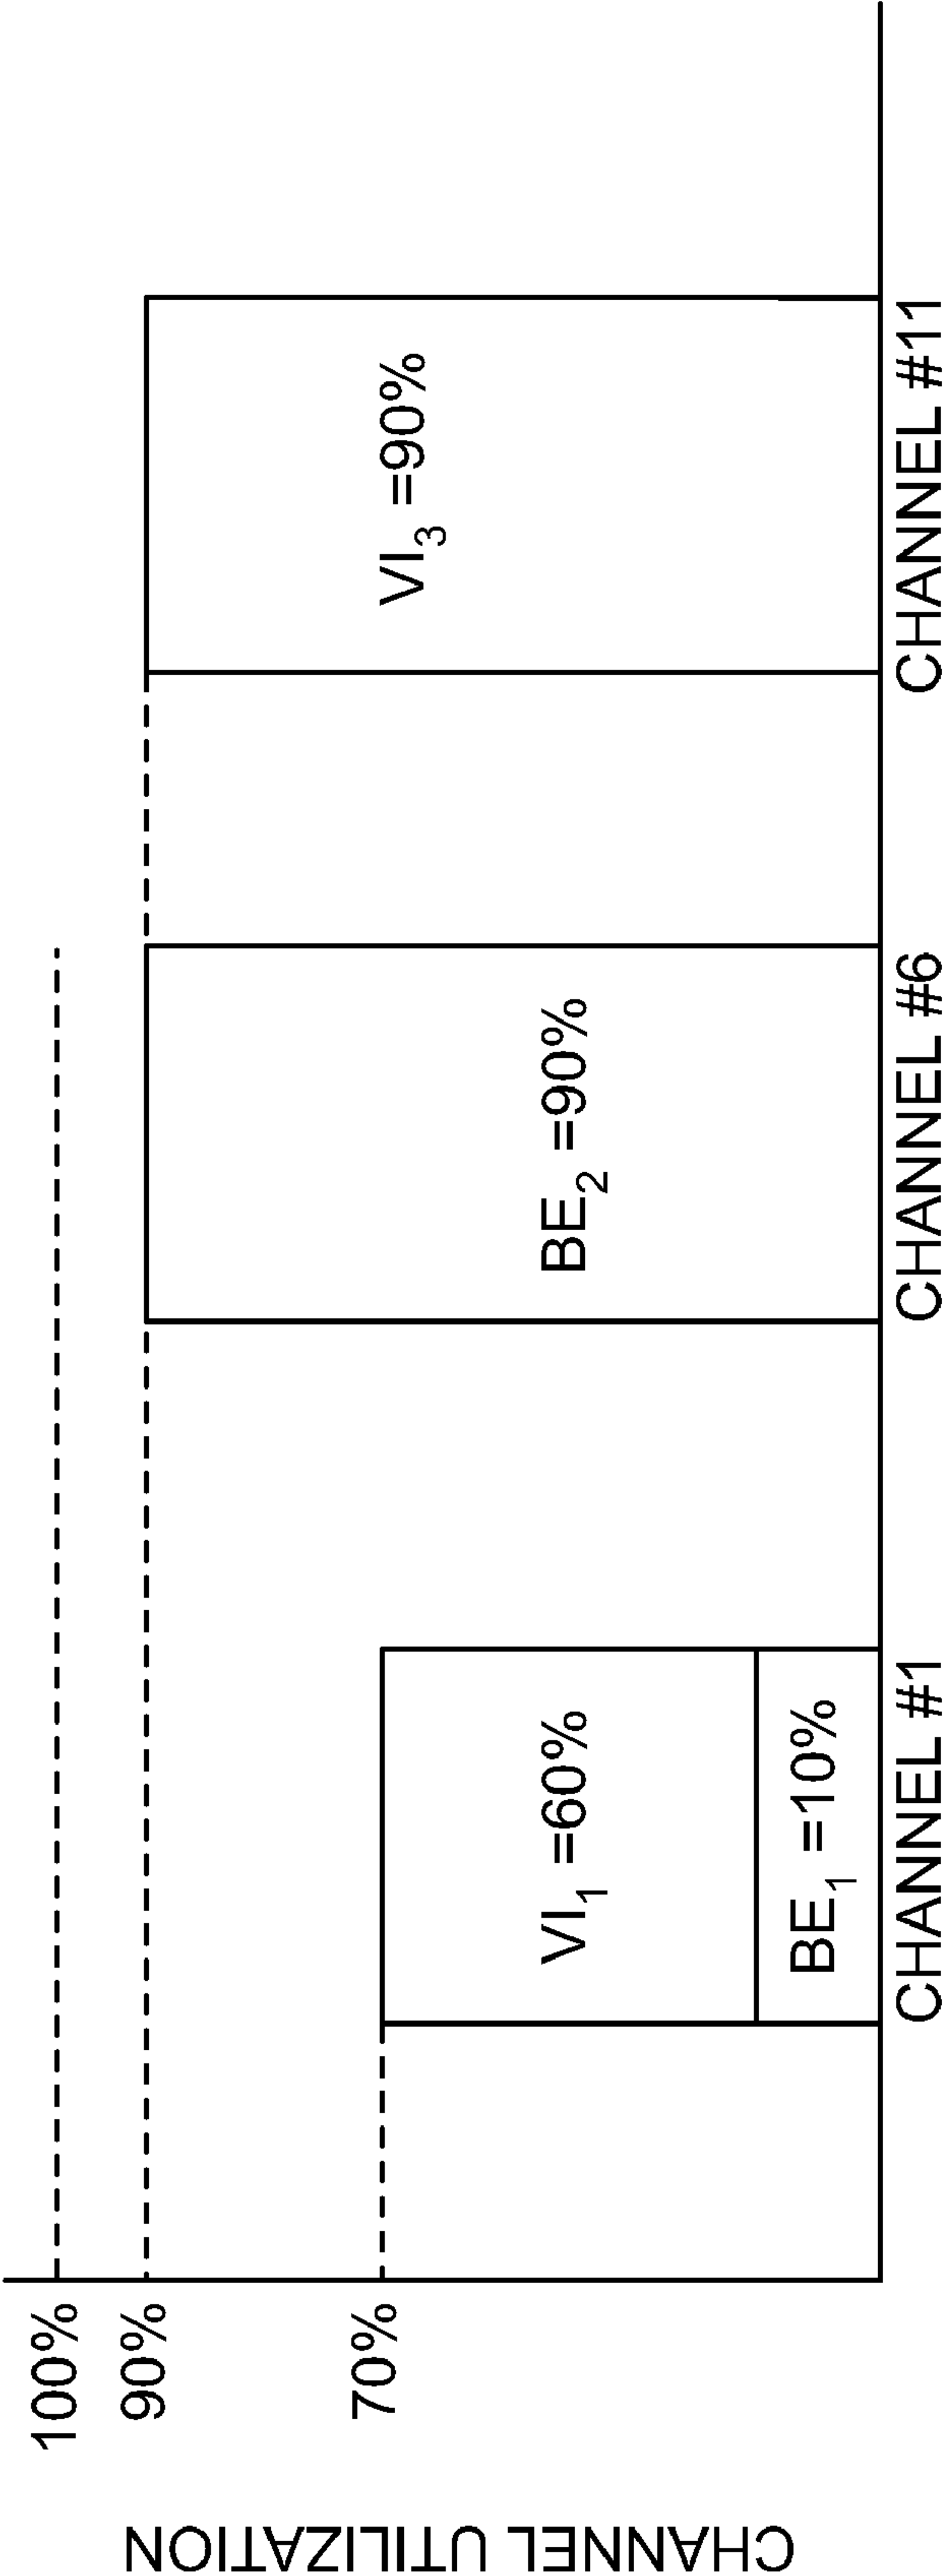 CHANNEL UTILIZATION
100%
90%
70%
VI1 =60%
BE1 =10%
BE2 =90%
VI3 =90%
CHANNEL #1
CHANNEL #6
CHANNEL #11